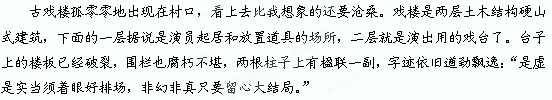 古戏楼孤零零地出现在村口，看上去比我想象的还要沧桑。戏楼是两层土木结构硬山
式建筑，下面的一层据说是演员起居和放置道具的场所，二层就是演出用的戏台了。台子
上的楼板已经破裂，围栏也腐朽不堪，两根柱子上有楹联一副，字迹依旧遒劲飘逸：“是虚
是实当须着眼好排场，非幻非真只要留心大结局。”